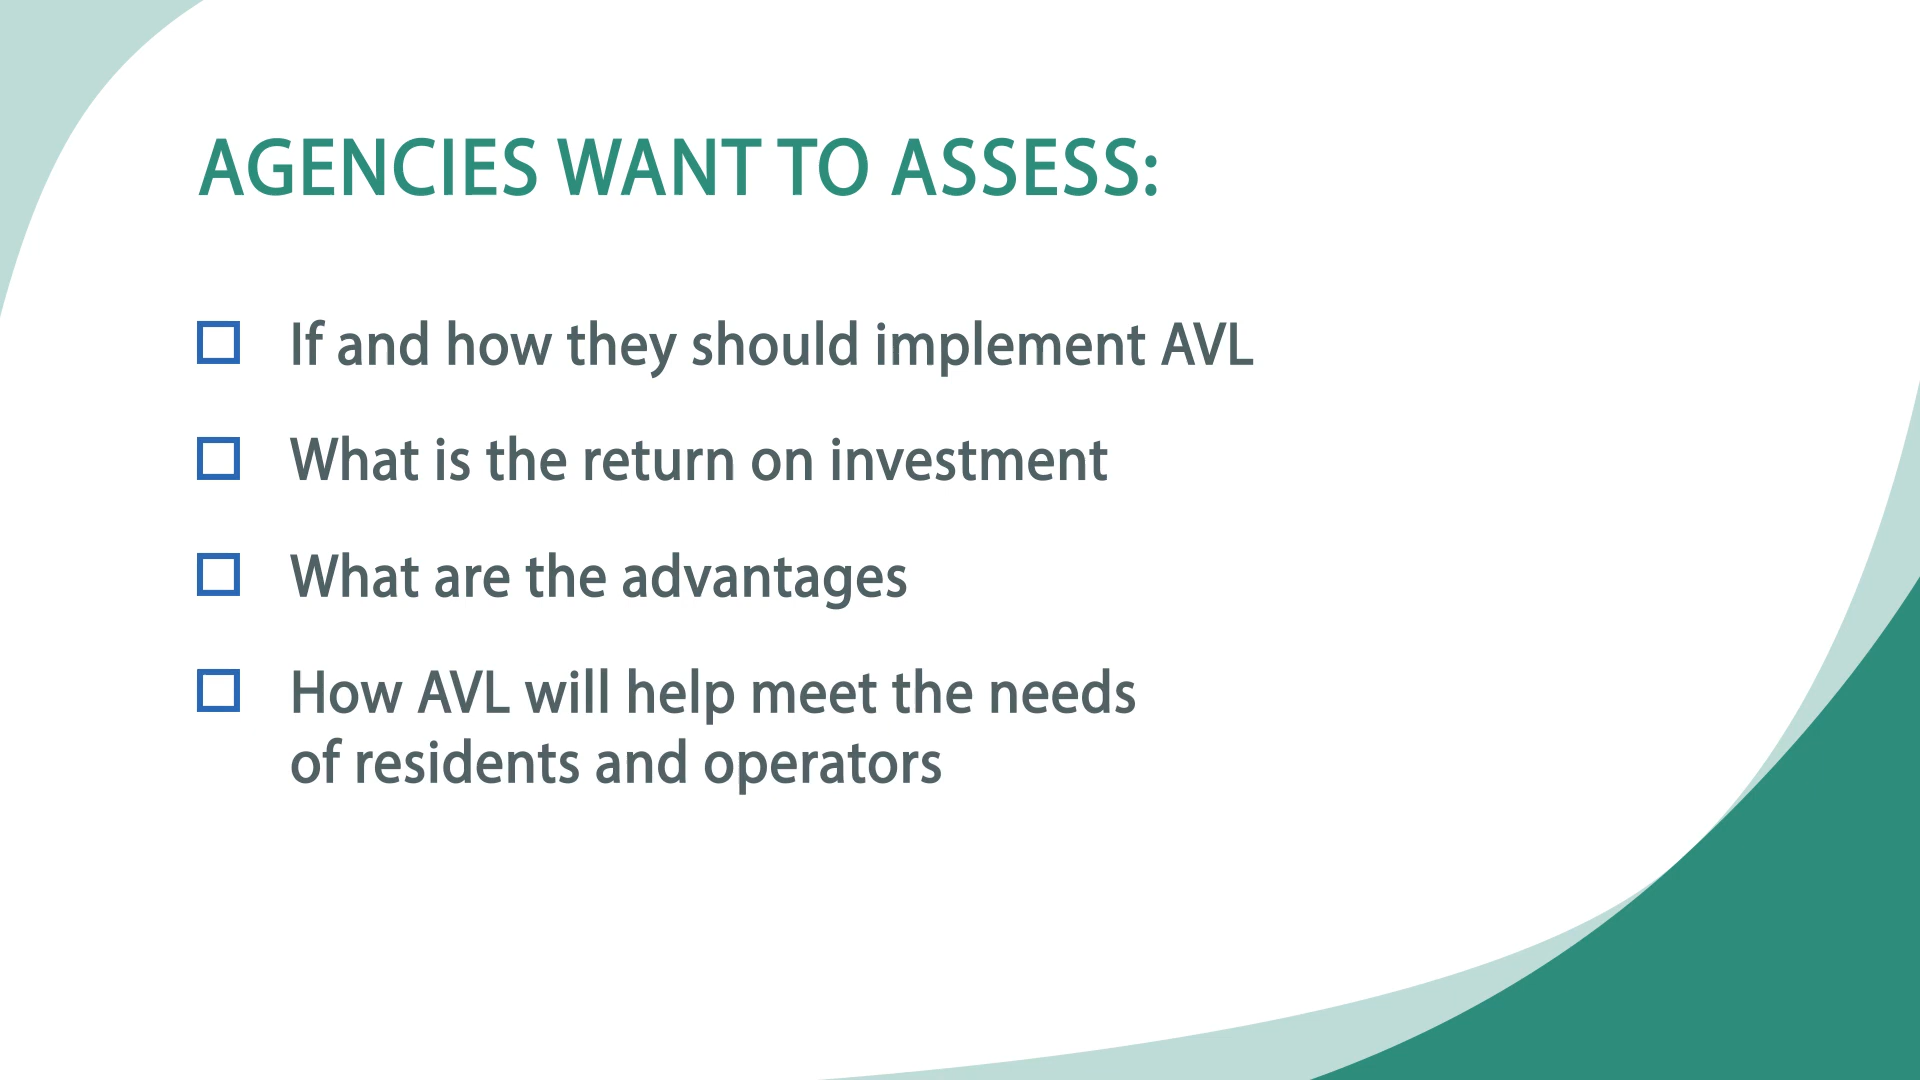 AGENCIES WANT TO ASSESS:
If and how they should implement AVL
What is the return on investment
What are the advantages
How AVL will help meet the needs
of residents and operators